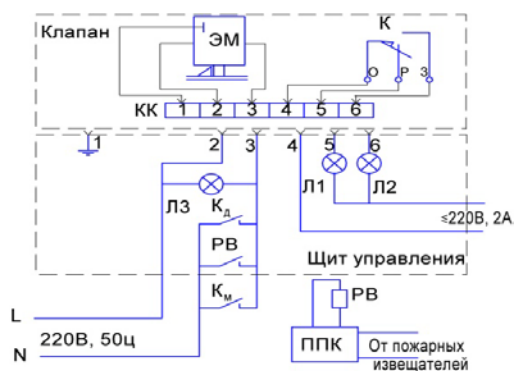 Клапан
ЭМ
К
О Р З
КК 1 2 3 4 5 6
1 2 3 4 5 6
Л3
Л1
Л2
Кд
РВ
Км
≤220В, 2А.
Щит управления
L
220В, 50ц
N
РВ
ППК
От пожарных
извещателей